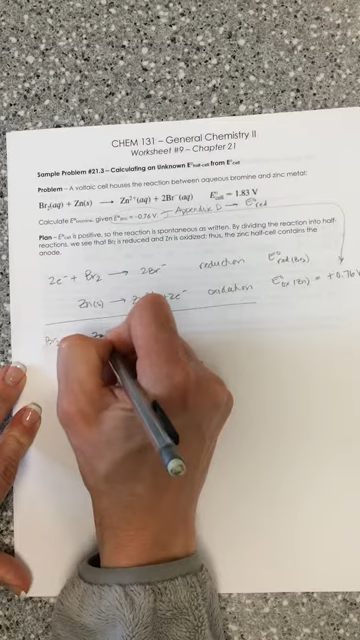 CHEM 131 – General Chemistry II
Worksheet #9 – Chapter 21
Sample Problem #21.3 – Calculating an Unknown E°half-cell from E°cell
Problem – A voltaic cell houses the reaction between aqueous bromine and zinc metal:
Br₂(aq) + Zn(s) → Zn²⁺(aq) + 2Br⁻(aq) E°cell = 1.83 V
Calculate E°bromine, given E°zinc = -0.76 V. → Appendix D → E°red
Plan – E°cell is positive, so the reaction is spontaneous as written. By dividing the reaction into half-
reactions, we see that Br₂ is reduced and Zn is oxidized; thus, the zinc half-cell contains the
anode.
2e⁻ + Br₂ → 2Br⁻ reduction E°red(Br₂)
Zn(s) → 2e⁻ oxidation E°ox(Zn) = +0.76 V
Br₂